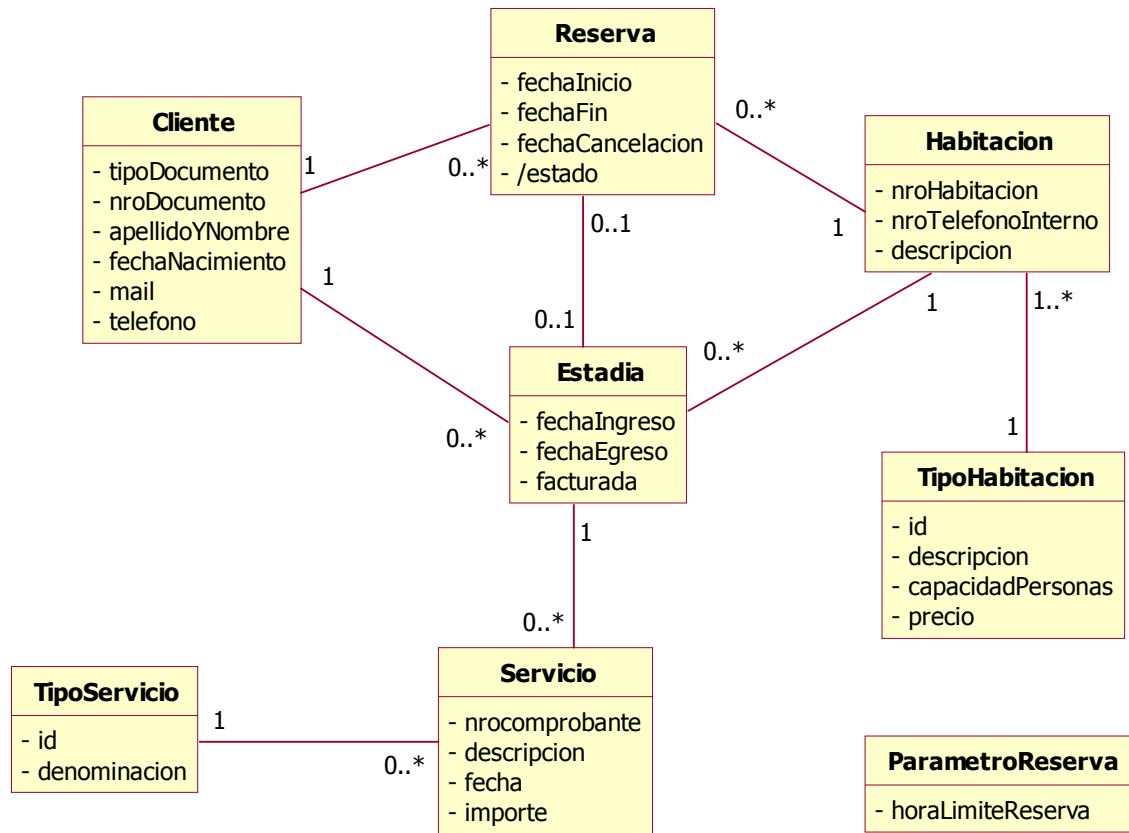 Reserva
- fechaInicio
- fechaFin
- fechaCancelacion
- /estado
Cliente
- tipoDocumento
- nroDocumento
- apellidoYNombre
- fechaNacimiento
- mail
- telefono
Habitacion
- nroHabitacion
- nroTelefonoInterno
- descripcion
1
0..*
0..*
1
0..1
0..1
1
0..*
1
0..*
1..*
1
Estadia
- fechaIngreso
- fechaEgreso
- facturada
TipoHabitacion
- id
- descripcion
- capacidadPersonas
- precio
1
0..*
TipoServicio
- id
- denominacion
1
0..*
Servicio
- nrocomprobante
- descripcion
- fecha
- importe
ParametroReserva
- horaLimiteReserva